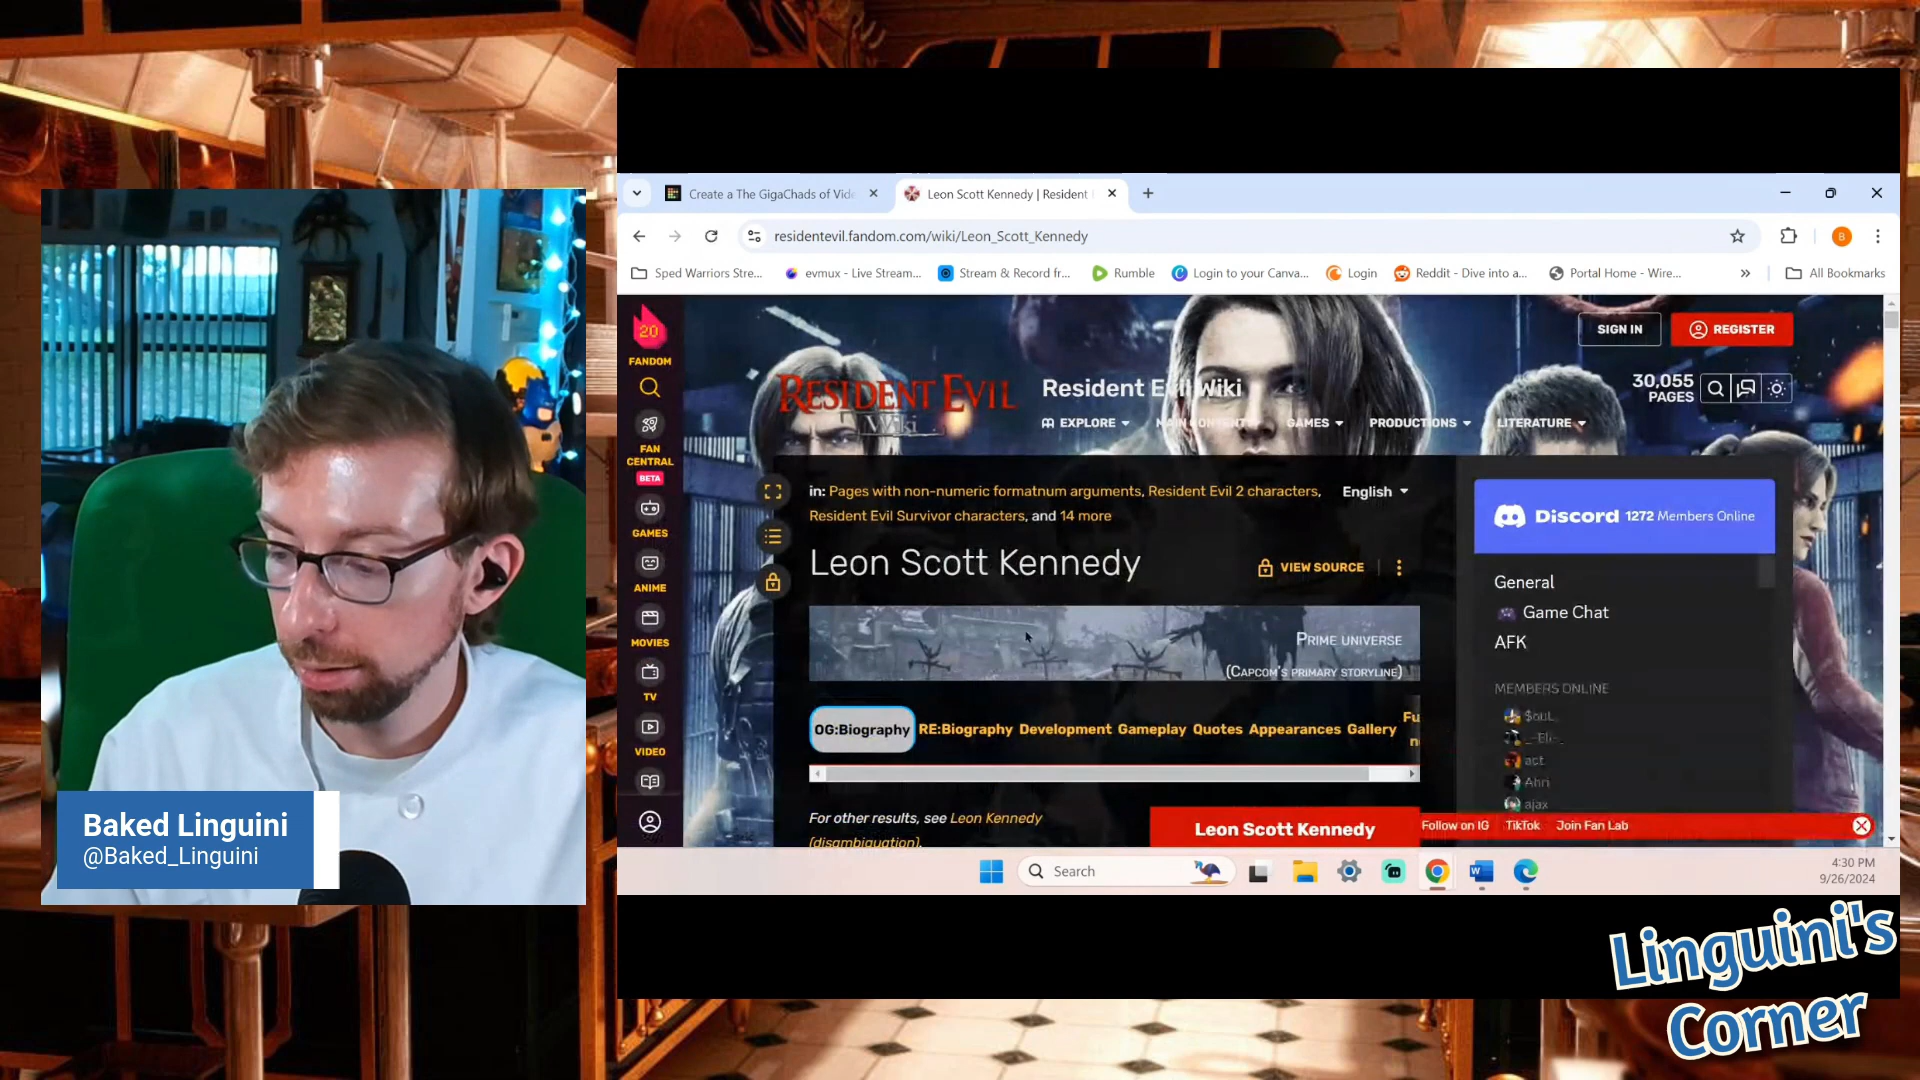 Create a The GigaChads of Vide
Leon Scott Kennedy | Resident
residentevil.fandom.com/wiki/Leon_Scott_Kennedy
B
Sped Warriors Stre...
evmux - Live Stream...
Stream & Record fr...
Rumble
Login to your Canva...
Login
Reddit - Dive into a...
Portal Home - Wire...
All Bookmarks
20
FANDOM
FAN
CENTRAL
BETA
GAMES
ANIME
MOVIES
TV
VIDEO
SIGN IN
REGISTER
RESIDENT EVIL
Wiki
Resident Evil Wiki
30,055
PAGES
EXPLORE
MAIN CONTENT
GAMES
PRODUCTIONS
LITERATURE
in: Pages with non-numeric formatnum arguments, Resident Evil 2 characters,
Resident Evil Survivor characters, and 14 more
English
Leon Scott Kennedy
VIEW SOURCE
PRIME UNIVERSE
(CAPCOM'S PRIMARY STORYLINE)
OG:Biography RE:Biography Development Gameplay Quotes Appearances Gallery
Fu
n
For other results, see Leon Kennedy
(disambiguation).
Leon Scott Kennedy
Discord 1272 Members Online
General
Game Chat
AFK
MEMBERS ONLINE
act
Ahri
ajax
Follow on IG
TikTok
Join Fan Lab
Search
4:30 PM
9/26/2024
Baked Linguini
@Baked_Linguini
Linguini's
Corner